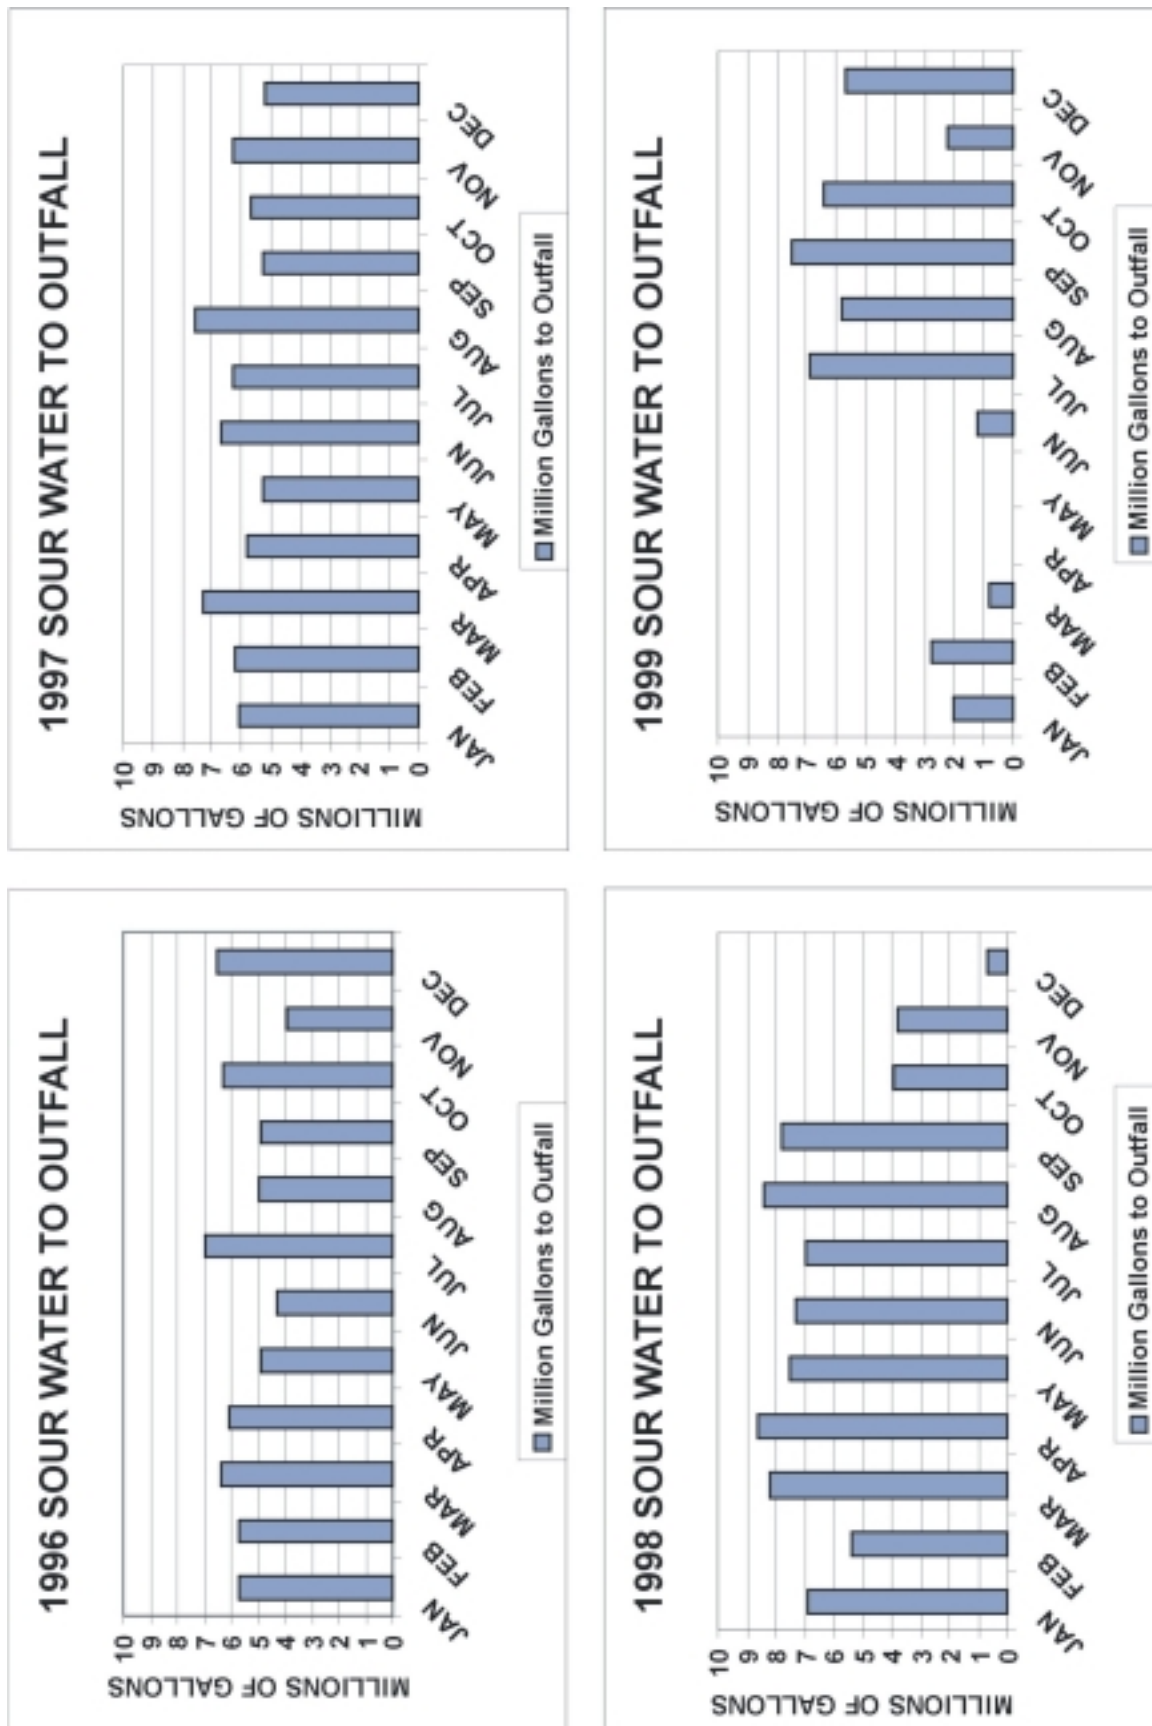 1996 SOUR WATER TO OUTFALL
MILLIONS OF GALLONS
10
9
8
7
6
5
4
3
2
1
0
JAN
FEB
MAR
APR
MAY
JUN
JUL
AUG
SEP
OCT
NOV
DEC
Million Gallons to Outfall
1997 SOUR WATER TO OUTFALL
MILLIONS OF GALLONS
10
9
8
7
6
5
4
3
2
1
0
JAN
FEB
MAR
APR
MAY
JUN
JUL
AUG
SEP
OCT
NOV
DEC
Million Gallons to Outfall
1998 SOUR WATER TO OUTFALL
MILLIONS OF GALLONS
10
9
8
7
6
5
4
3
2
1
0
JAN
FEB
MAR
APR
MAY
JUN
JUL
AUG
SEP
OCT
NOV
DEC
Million Gallons to Outfall
1999 SOUR WATER TO OUTFALL
MILLIONS OF GALLONS
10
9
8
7
6
5
4
3
2
1
0
JAN
FEB
MAR
APR
MAY
JUN
JUL
AUG
SEP
OCT
NOV
DEC
Million Gallons to Outfall